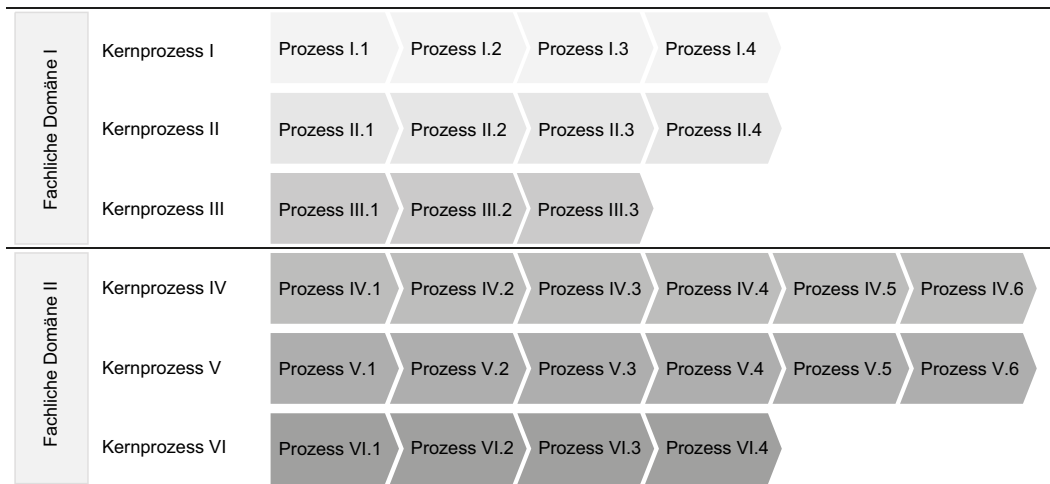 Fachliche Domäne I
Kernprozess I
Prozess I.1
Prozess I.2
Prozess I.3
Prozess I.4
Kernprozess II
Prozess II.1
Prozess II.2
Prozess II.3
Prozess II.4
Kernprozess III
Prozess III.1
Prozess III.2
Prozess III.3
Fachliche Domäne II
Kernprozess IV
Prozess IV.1
Prozess IV.2
Prozess IV.3
Prozess IV.4
Prozess IV.5
Prozess IV.6
Kernprozess V
Prozess V.1
Prozess V.2
Prozess V.3
Prozess V.4
Prozess V.5
Prozess V.6
Kernprozess VI
Prozess VI.1
Prozess VI.2
Prozess VI.3
Prozess VI.4